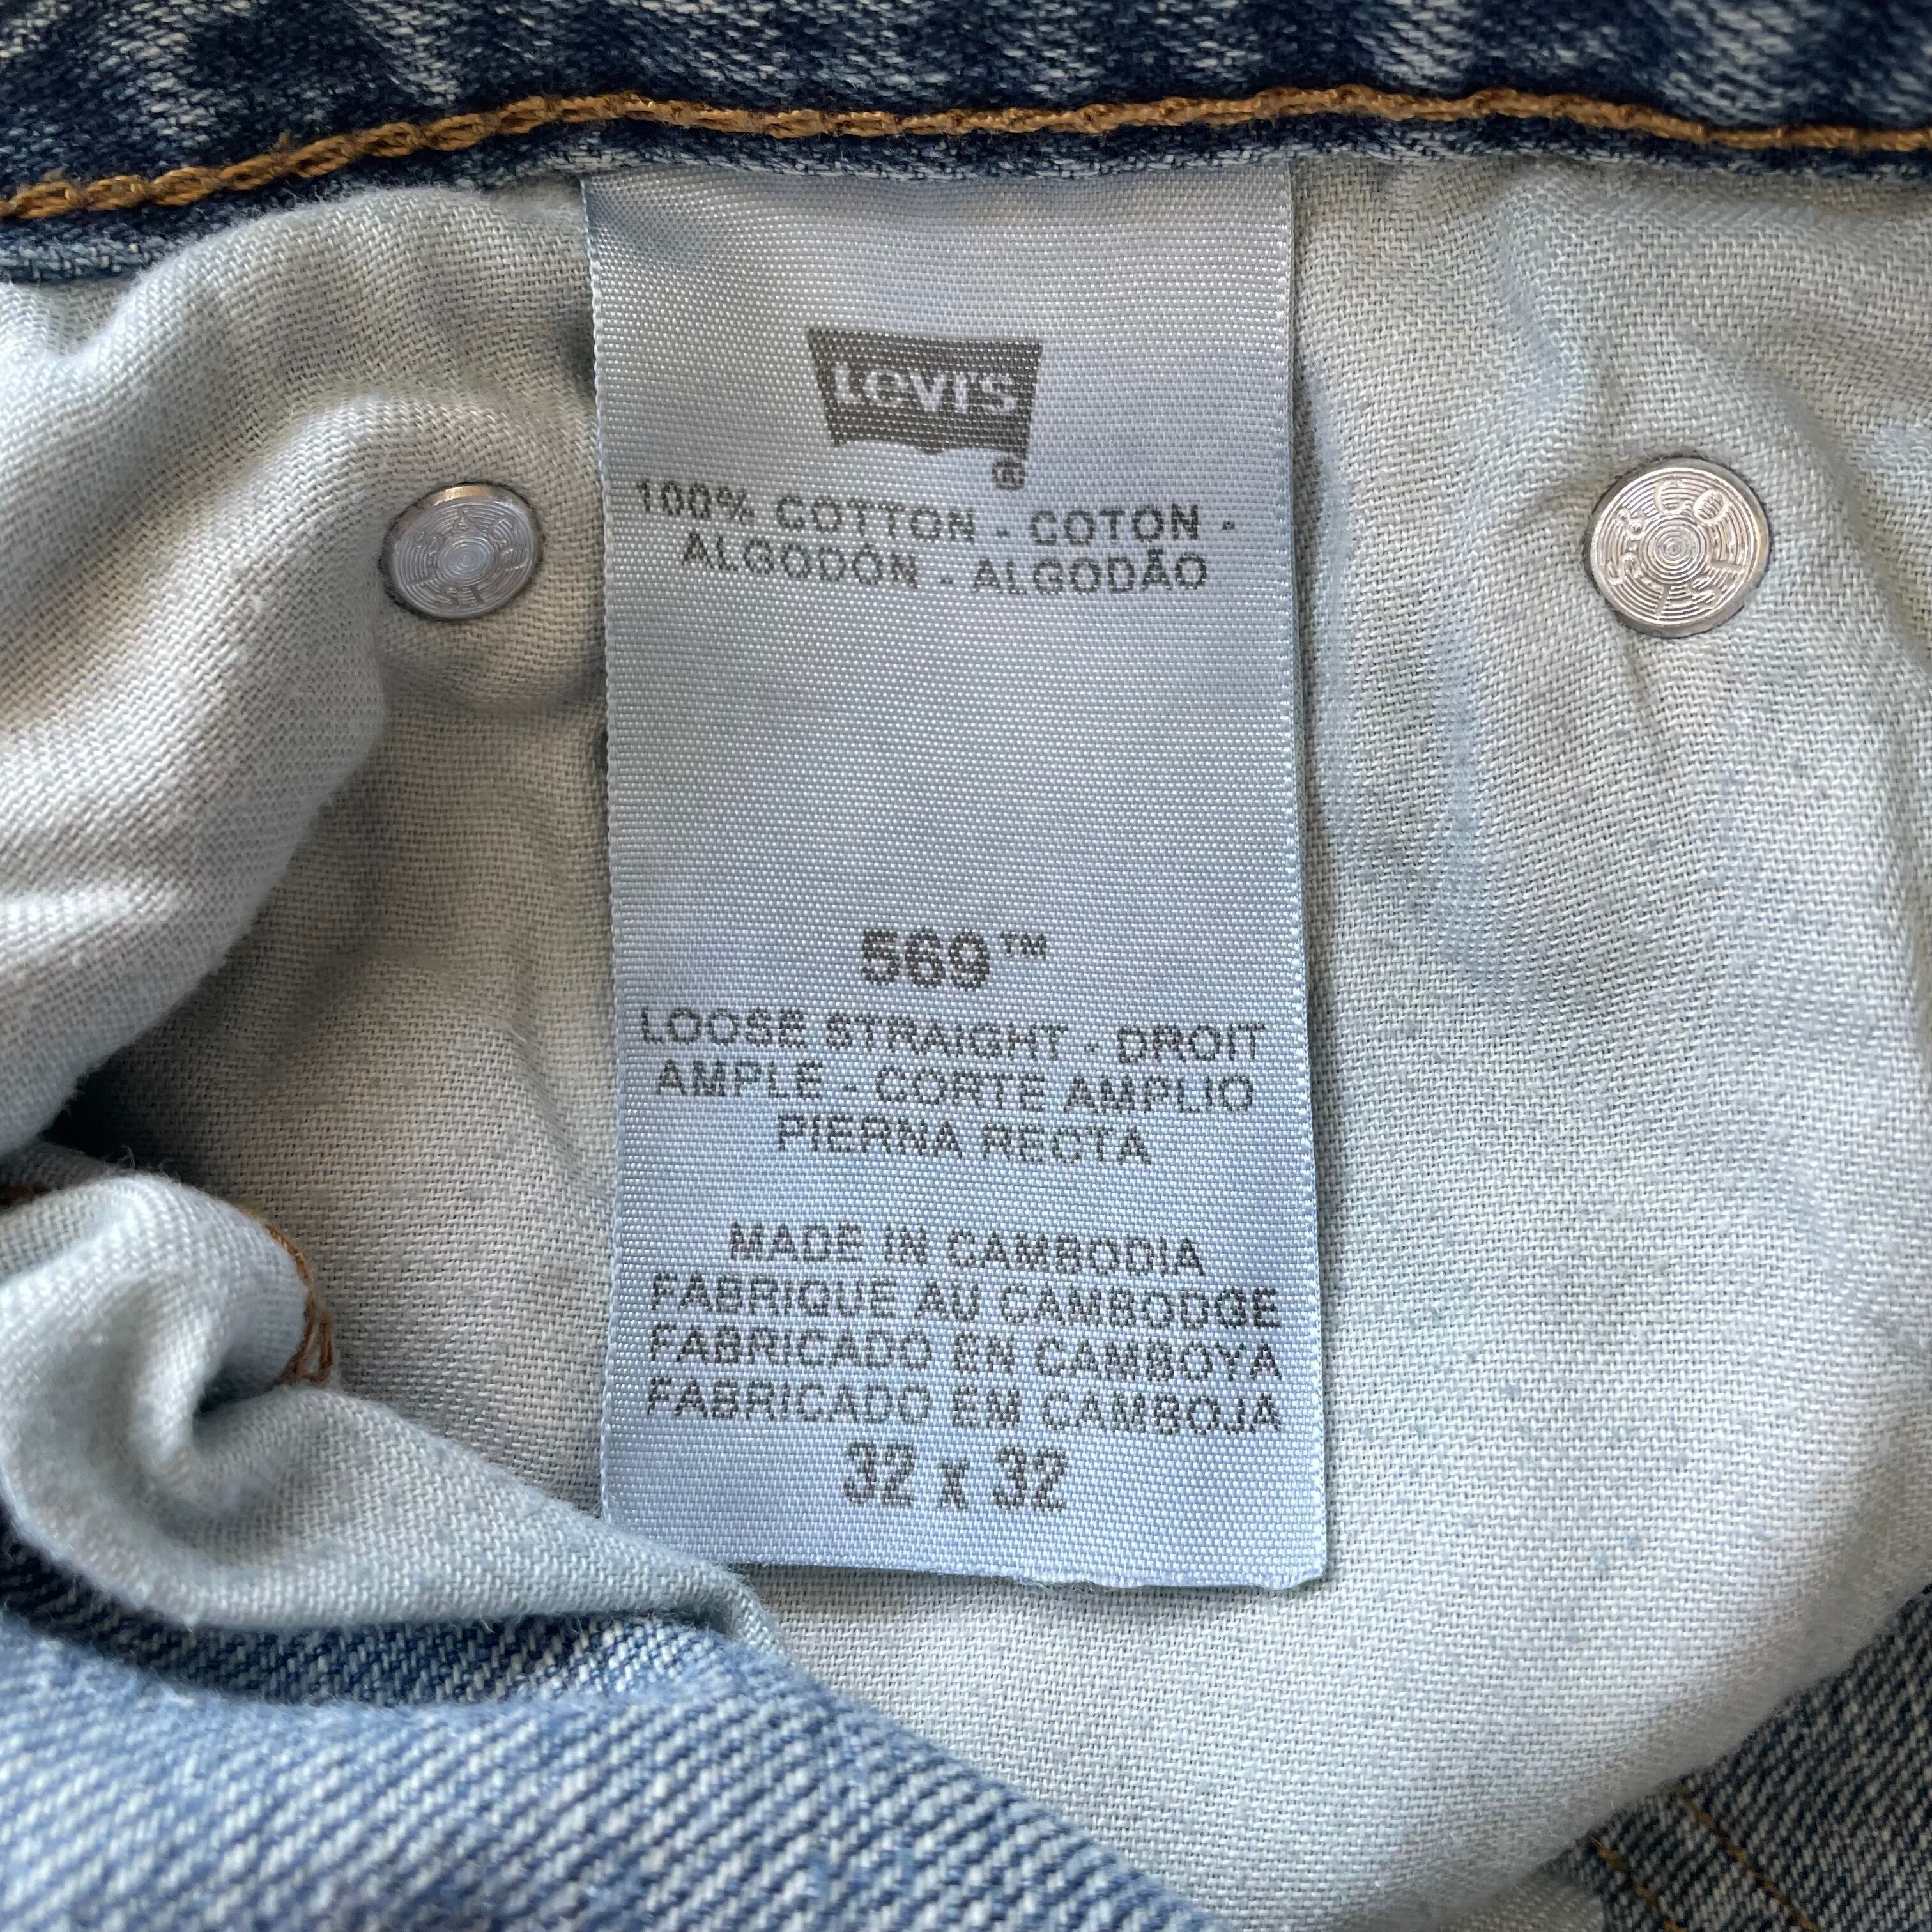 Levi's
®
100% COTTON - COTON -
ALGODÓN - ALGODÃO
569™
LOOSE STRAIGHT - DROIT
AMPLE - CORTE AMPLIO
PIERNA RECTA
MADE IN CAMBODIA
FABRIQUE AU CAMBODGE
FABRICADO EN CAMBOYA
FABRICADO EM CAMBOJA
32 x 32